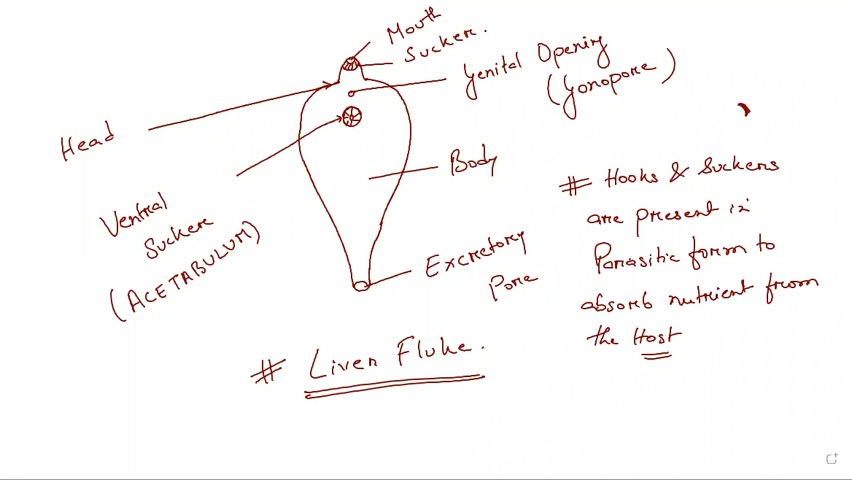 Mouth
Sucker.
Genital Opening
(Gonopore)
Head
Ventral
Sucker
(ACETABULUM)
Body
Excretory
Pore
# Liver Fluke.
# Hooks & Suckers
are present in
Parasitic form to
absorb nutrient from
the Host